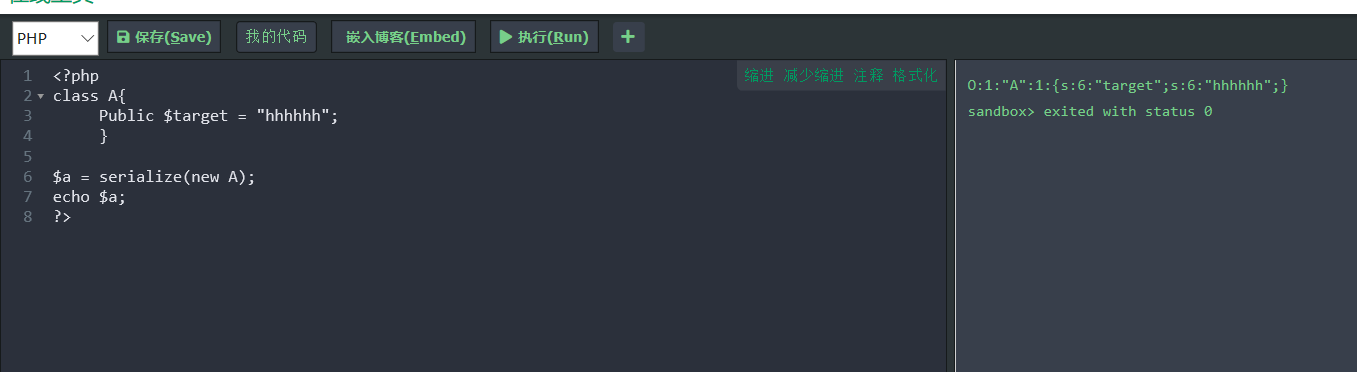 PHP 保存(Save) 我的代码 嵌入博客(Embed) 执行(Run) +
缩进 减少缩进 注释 格式化
1 <?php
2 class A{
3 Public $target = "hhhhhh";
4 }
5
6 $a = serialize(new A);
7 echo $a;
8 ?>
O:1:"A":1:{s:6:"target";s:6:"hhhhhh";}
sandbox> exited with status 0